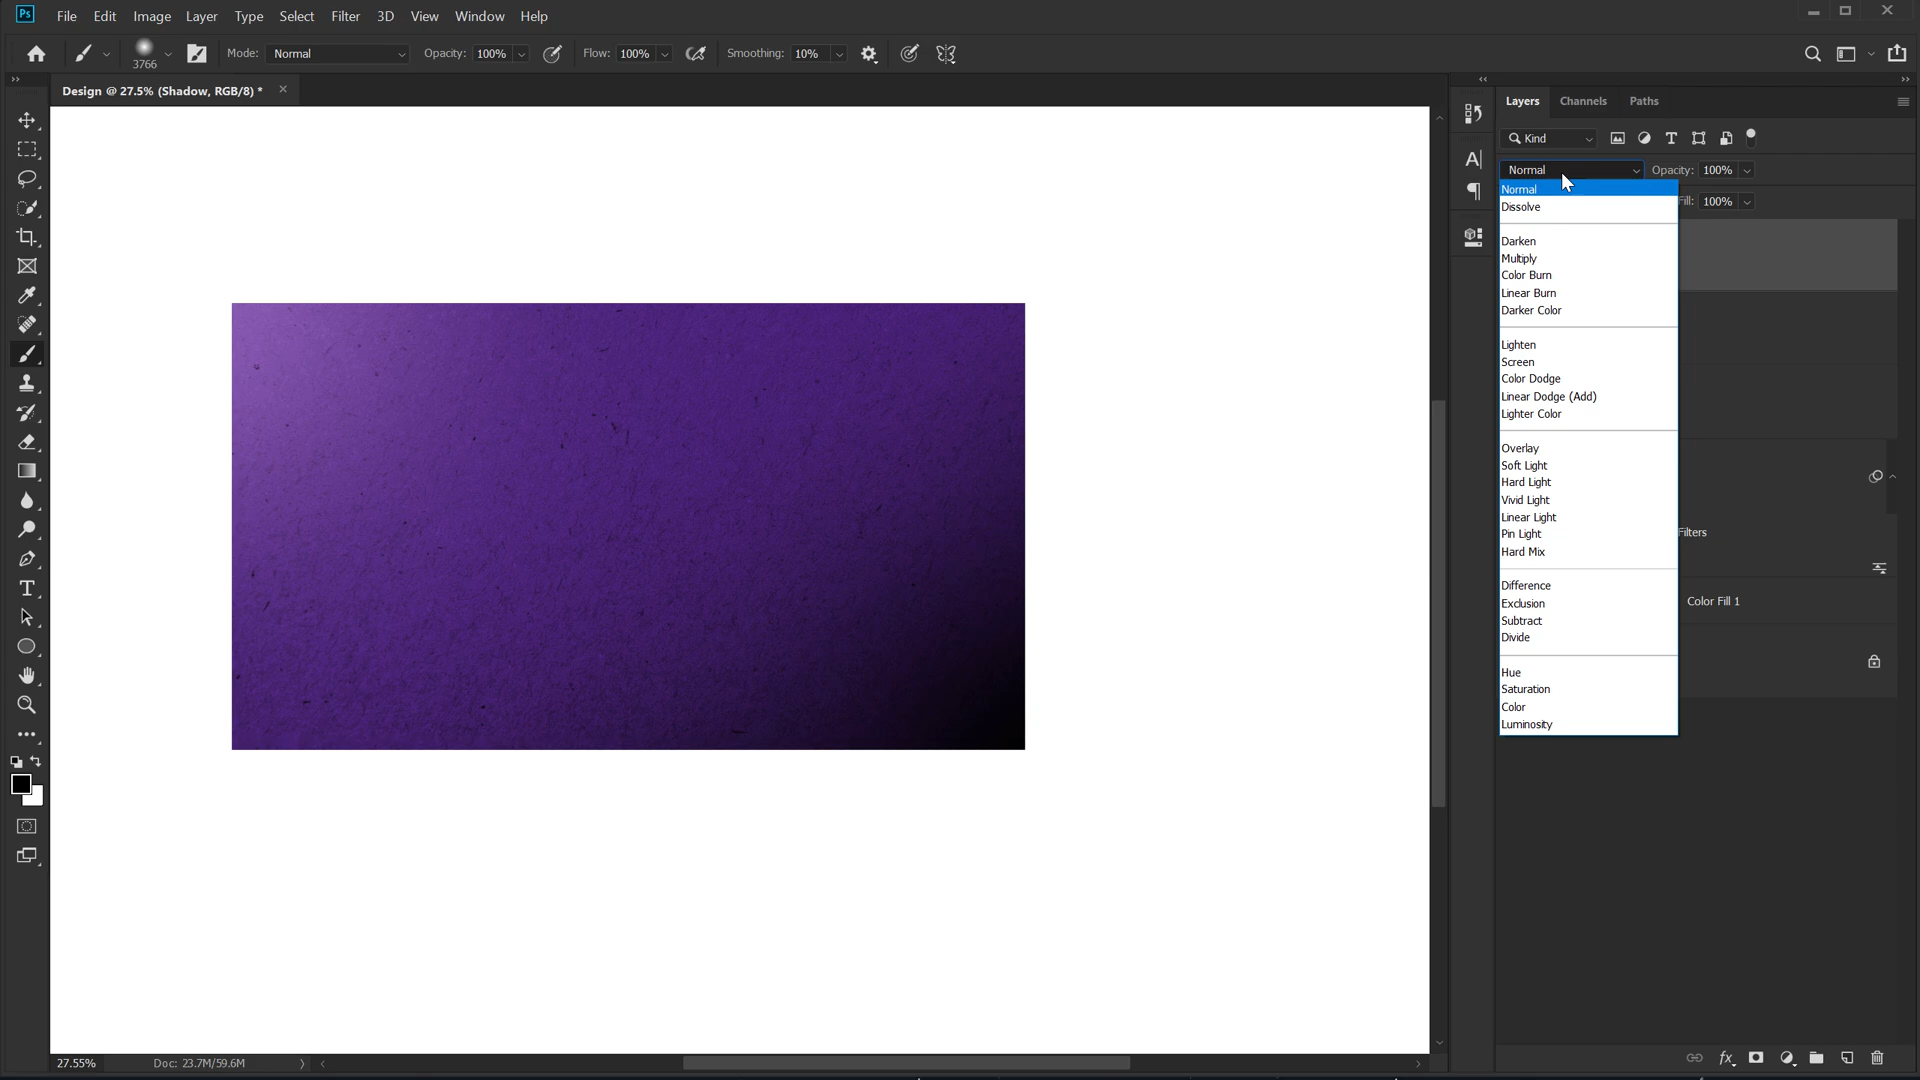 Ps File Edit Image Layer Type Select Filter 3D View Window Help
3766 Mode: Normal Opacity: 100% Flow: 100% Smoothing: 10%
Design @ 27.5% (Shadow, RGB/8) *
Layers Channels Paths
Kind
Normal Opacity: 100%
Fill: 100%
Normal
Dissolve
Darken
Multiply
Color Burn
Linear Burn
Darker Color
Lighten
Screen
Color Dodge
Linear Dodge (Add)
Lighter Color
Overlay
Soft Light
Hard Light
Vivid Light
Linear Light
Pin Light
Hard Mix
Filters
Difference
Exclusion
Subtract
Divide
Color Fill 1
Hue
Saturation
Color
Luminosity
27.55% Doc: 23.7M/59.6M